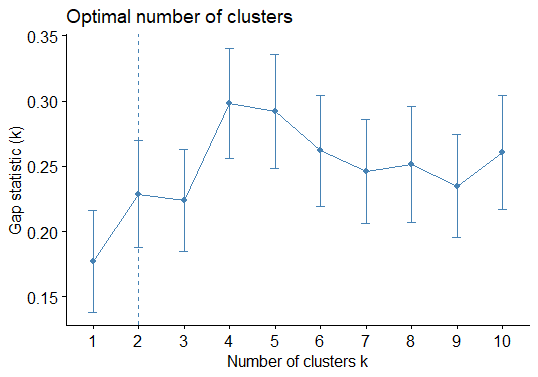 Optimal number of clusters
0.35
0.30
0.25
0.20
0.15
Gap statistic (k)
1 2 3 4 5 6 7 8 9 10
Number of clusters k